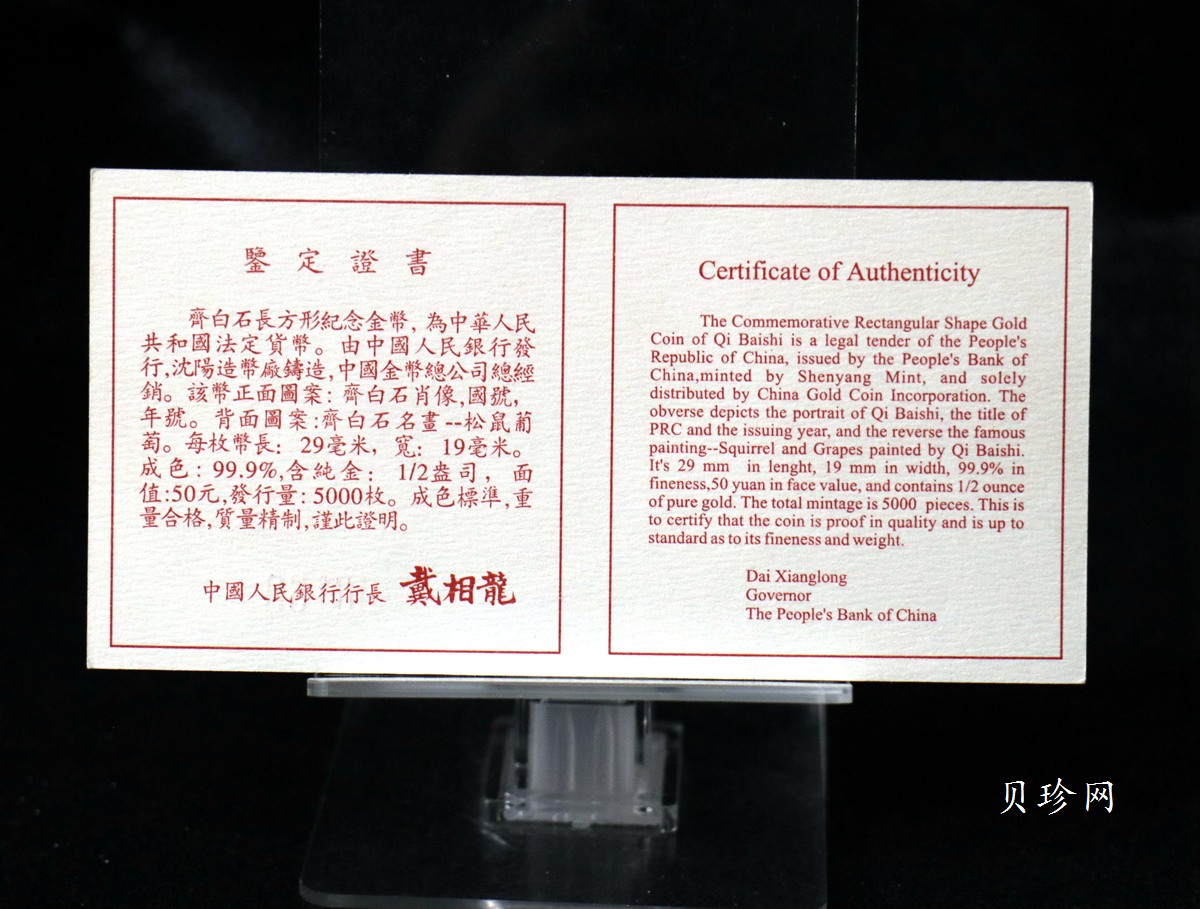 鑒定證書
齊白石長方形紀念金幣,為中華人民
共和國法定貨幣。由中國人民銀行發
行,沈陽造幣廠鑄造,中國金幣總公司總經
銷。該幣正面圖案:齊白石肖像,國號,
年號。背面圖案:齊白石名畫--松鼠葡
萄。每枚幣長:29毫米,寬:19毫米。
成色:99.9%,含純金:1/2盎司,面
值:50元,發行量:5000枚。成色標準,重
量合格,質量精制,謹此證明。
中國人民銀行行長 戴相龍
Certificate of Authenticity
The Commemorative Rectangular Shape Gold
Coin of Qi Baishi is a legal tender of the People's
Republic of China, issued by the People's Bank of
China,minted by Shenyang Mint, and solely
distributed by China Gold Coin Incorporation. The
obverse depicts the portrait of Qi Baishi, the title of
PRC and the issuing year, and the reverse the famous
painting--Squirrel and Grapes painted by Qi Baishi.
It's 29 mm in lenght, 19 mm in width, 99.9% in
fineness,50 yuan in face value, and contains 1/2 ounce
of pure gold. The total mintage is 5000 pieces. This is
to certify that the coin is proof in quality and is up to
standard as to its fineness and weight.
Dai Xianglong
Governor
The People's Bank of China
贝珍网